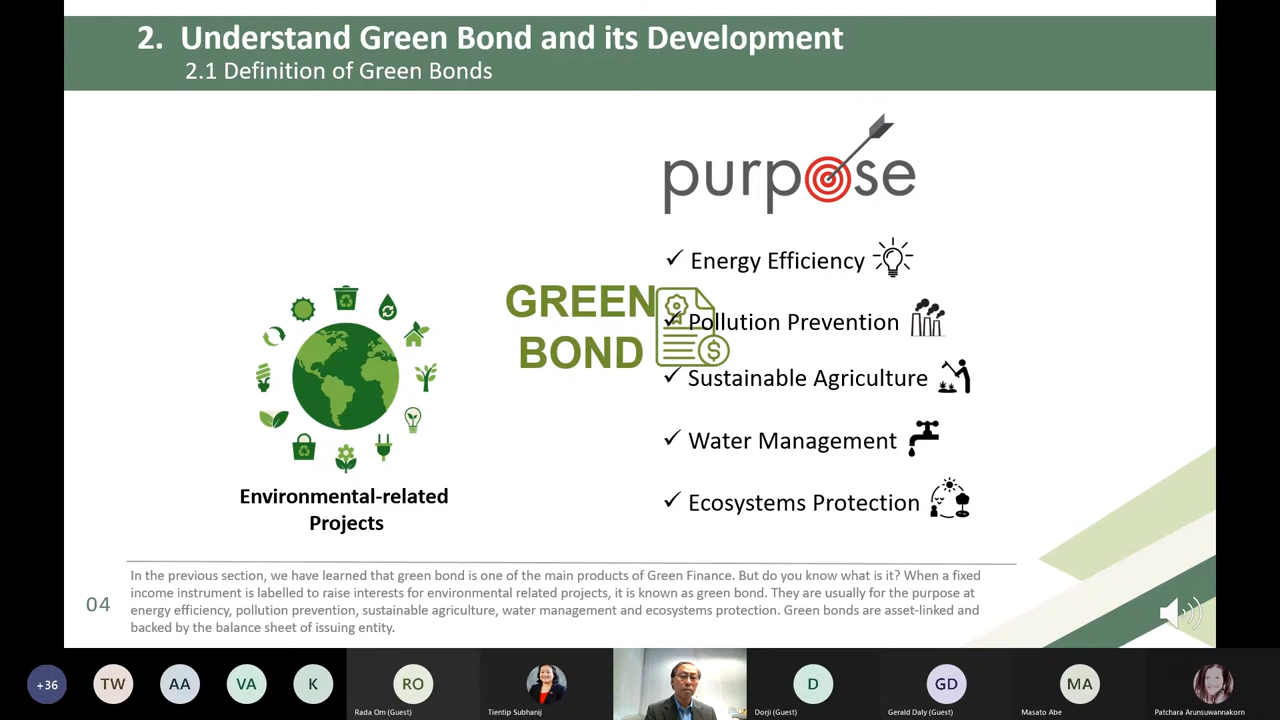 2. Understand Green Bond and its Development
2.1 Definition of Green Bonds
purpose
Energy Efficiency
GREEN
BOND
Pollution Prevention
Sustainable Agriculture
Water Management
Ecosystems Protection
Environmental-related
Projects
In the previous section, we have learned that green bond is one of the main products of Green Finance. But do you know what is it? When a fixed
income instrument is labelled to raise interests for environmental related projects, it is known as green bond. They are usually for the purpose at
energy efficiency, pollution prevention, sustainable agriculture, water management and ecosystems protection. Green bonds are asset-linked and
backed by the balance sheet of issuing entity.
04
+36
TW
AA
VA
K
RO
D
GD
MA
Rada Om (Guest)
Tientip Subhanij
Dorji (Guest)
Gerald Daly (Guest)
Masato Abe
Patchara Arunsuwannakorn